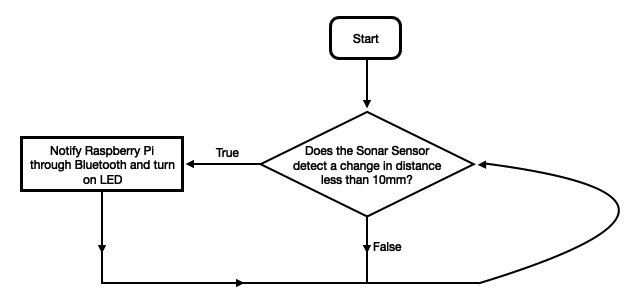 Start
Does the Sonar Sensor
detect a change in distance
less than 10mm?
True
Notify Raspberry Pi
through Bluetooth and turn
on LED
False